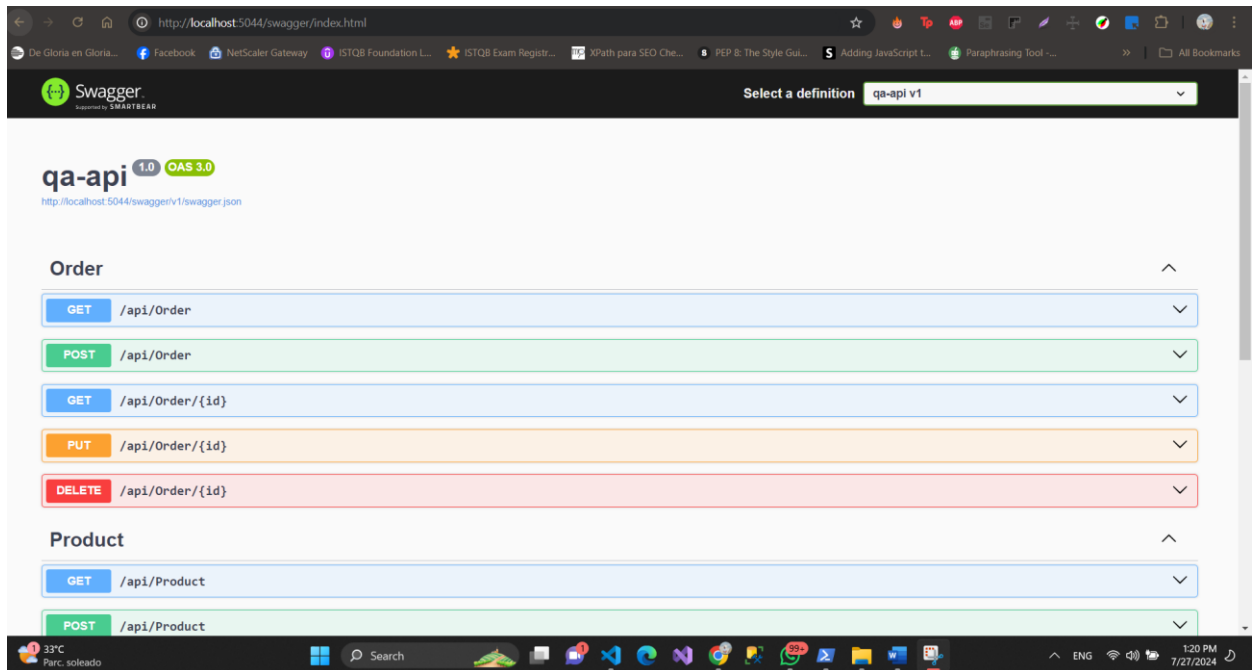 http://localhost:5044/swagger/index.html
De Gloria en Gloria... Facebook NetScaler Gateway ISTQB Foundation L... ISTQB Exam Registr... XPath para SEO Che... PEP 8: The Style Gui... Adding JavaScript t... Paraphrasing Tool -... » All Bookmarks
Swagger.
Supported by SMARTBEAR
Select a definition qa-api v1
qa-api 1.0 OAS 3.0
http://localhost:5044/swagger/v1/swagger.json
Order
GET /api/Order
POST /api/Order
GET /api/Order/{id}
PUT /api/Order/{id}
DELETE /api/Order/{id}
Product
GET /api/Product
POST /api/Product
1 33°C
Parc. soleado
Search
99+
ENG
1:20 PM
7/27/2024